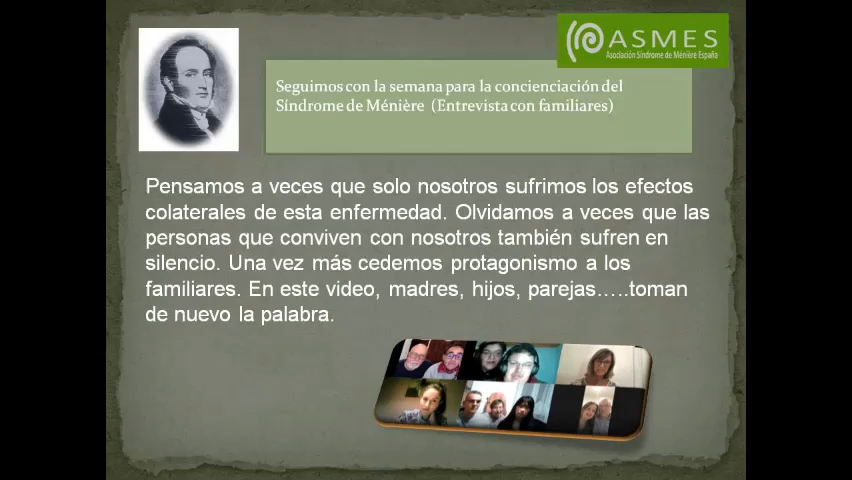 ASMES
Asociación Síndrome de Ménière España
Seguimos con la semana para la concienciación del
Síndrome de Ménière (Entrevista con familiares)
Pensamos a veces que solo nosotros sufrimos los efectos
colaterales de esta enfermedad. Olvidamos a veces que las
personas que conviven con nosotros también sufren en
silencio. Una vez más cedemos protagonismo a los
familiares. En este video, madres, hijos, parejas…..toman
de nuevo la palabra.